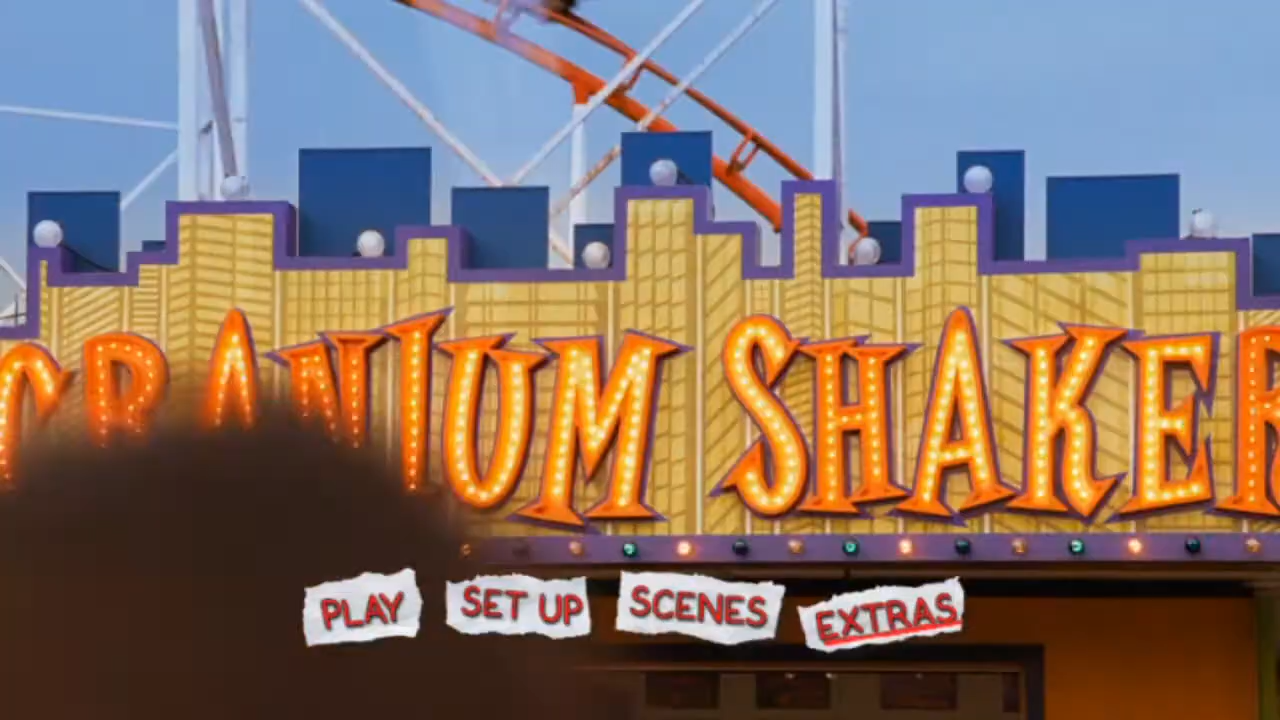 CRANIUM SHAKER
PLAY
SET UP
SCENES
EXTRAS